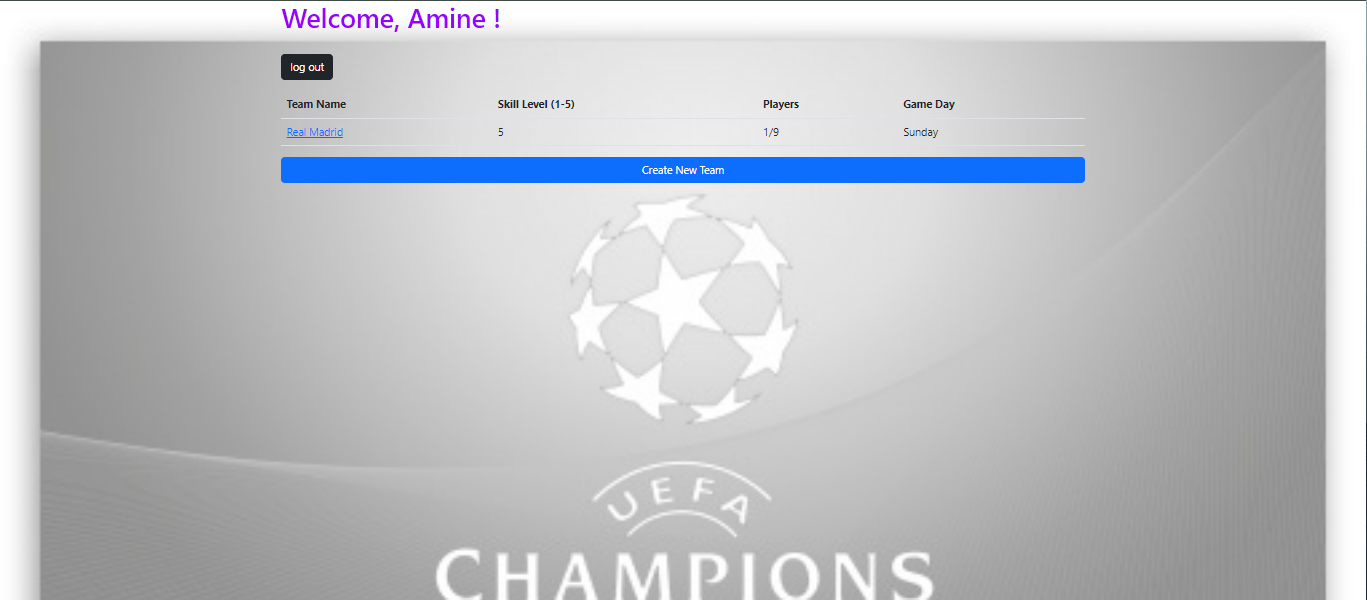 Welcome, Amine !
log out
Team Name Skill Level (1-5) Players Game Day
Real Madrid 5 1/9 Sunday
Create New Team
UEFA
CHAMPIONS